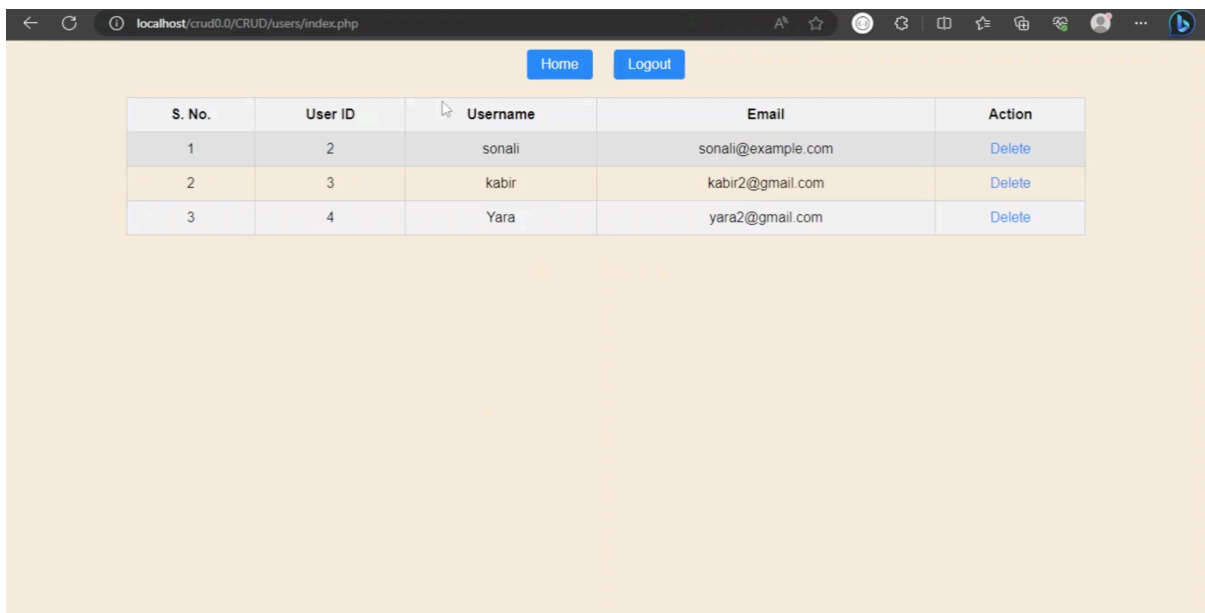 localhost/crud0.0/CRUD/users/index.php
Home Logout
S. No. User ID Username Email Action
1 2 sonali sonali@example.com Delete
2 3 kabir kabir2@gmail.com Delete
3 4 Yara yara2@gmail.com Delete